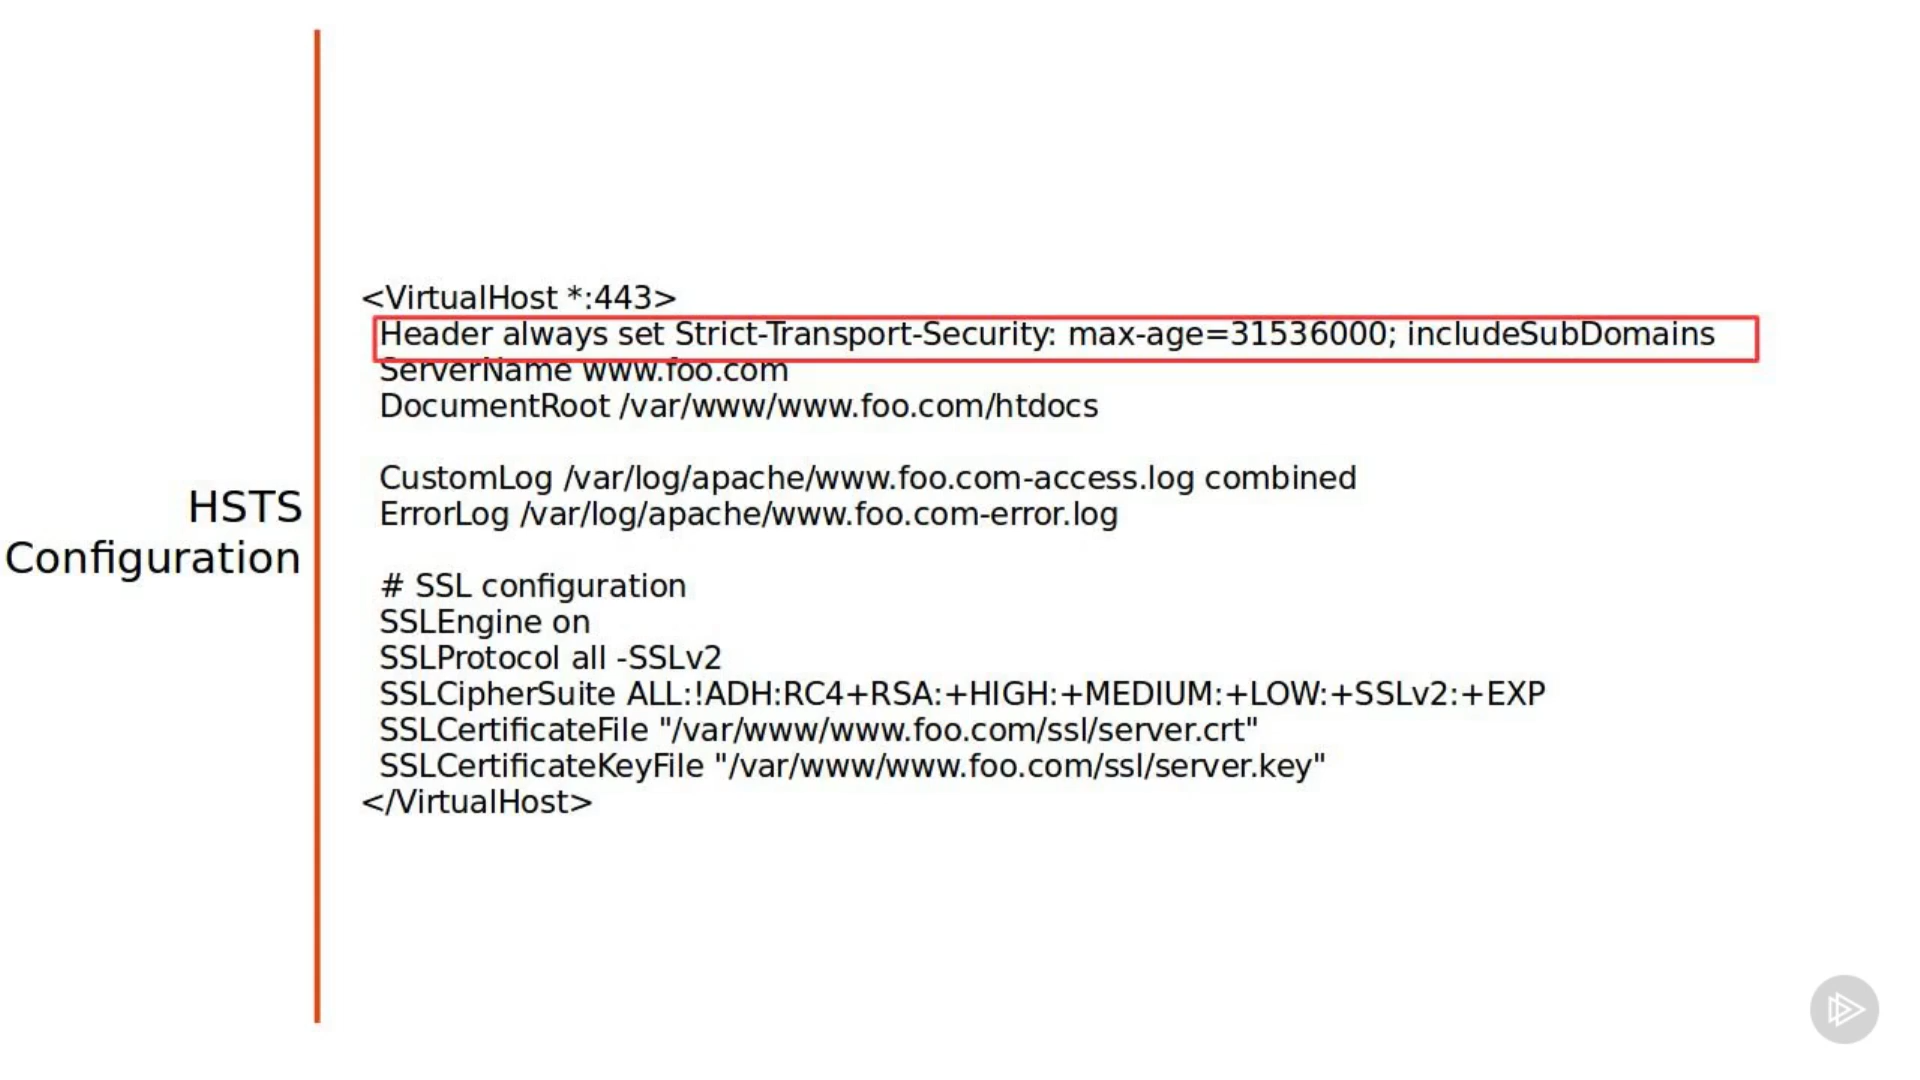 HSTS
Configuration
<VirtualHost *:443>
Header always set Strict-Transport-Security: max-age=31536000; includeSubDomains
ServerName www.foo.com
DocumentRoot /var/www/www.foo.com/htdocs
CustomLog /var/log/apache/www.foo.com-access.log combined
ErrorLog /var/log/apache/www.foo.com-error.log
# SSL configuration
SSLEngine on
SSLProtocol all -SSLv2
SSLCipherSuite ALL:!ADH:RC4+RSA:+HIGH:+MEDIUM:+LOW:+SSLv2:+EXP
SSLCertificateFile "/var/www/www.foo.com/ssl/server.crt"
SSLCertificateKeyFile "/var/www/www.foo.com/ssl/server.key"
</VirtualHost>